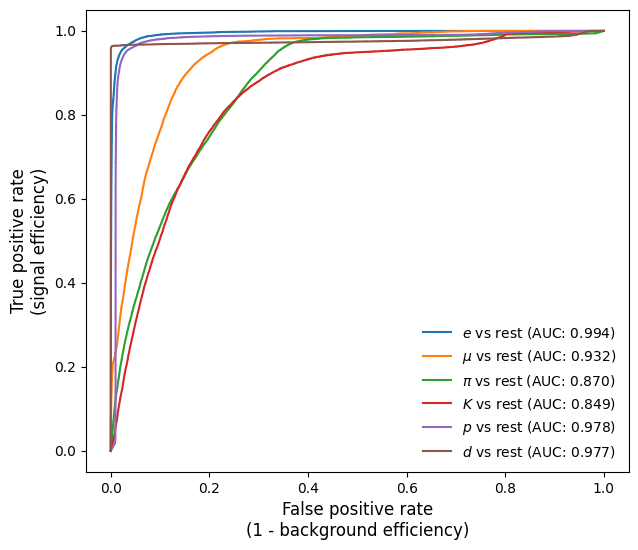 1.0
0.8
0.6
0.4
0.2
0.0
True positive rate
(signal efficiency)
e vs rest (AUC: 0.994)
μ vs rest (AUC: 0.932)
π vs rest (AUC: 0.870)
K vs rest (AUC: 0.849)
p vs rest (AUC: 0.978)
d vs rest (AUC: 0.977)
0.0 0.2 0.4 0.6 0.8 1.0
False positive rate
(1 - background efficiency)